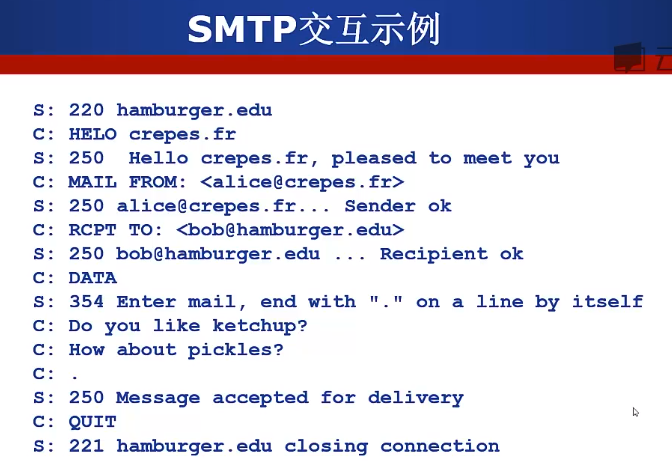 SMTP交互示例
云
S: 220 hamburger.edu
C: HELO crepes.fr
S: 250  Hello crepes.fr, pleased to meet you
C: MAIL FROM: <alice@crepes.fr>
S: 250 alice@crepes.fr... Sender ok
C: RCPT TO: <bob@hamburger.edu>
S: 250 bob@hamburger.edu ... Recipient ok
C: DATA
S: 354 Enter mail, end with "." on a line by itself
C: Do you like ketchup?
C: How about pickles?
C: .
S: 250 Message accepted for delivery
C: QUIT
S: 221 hamburger.edu closing connection